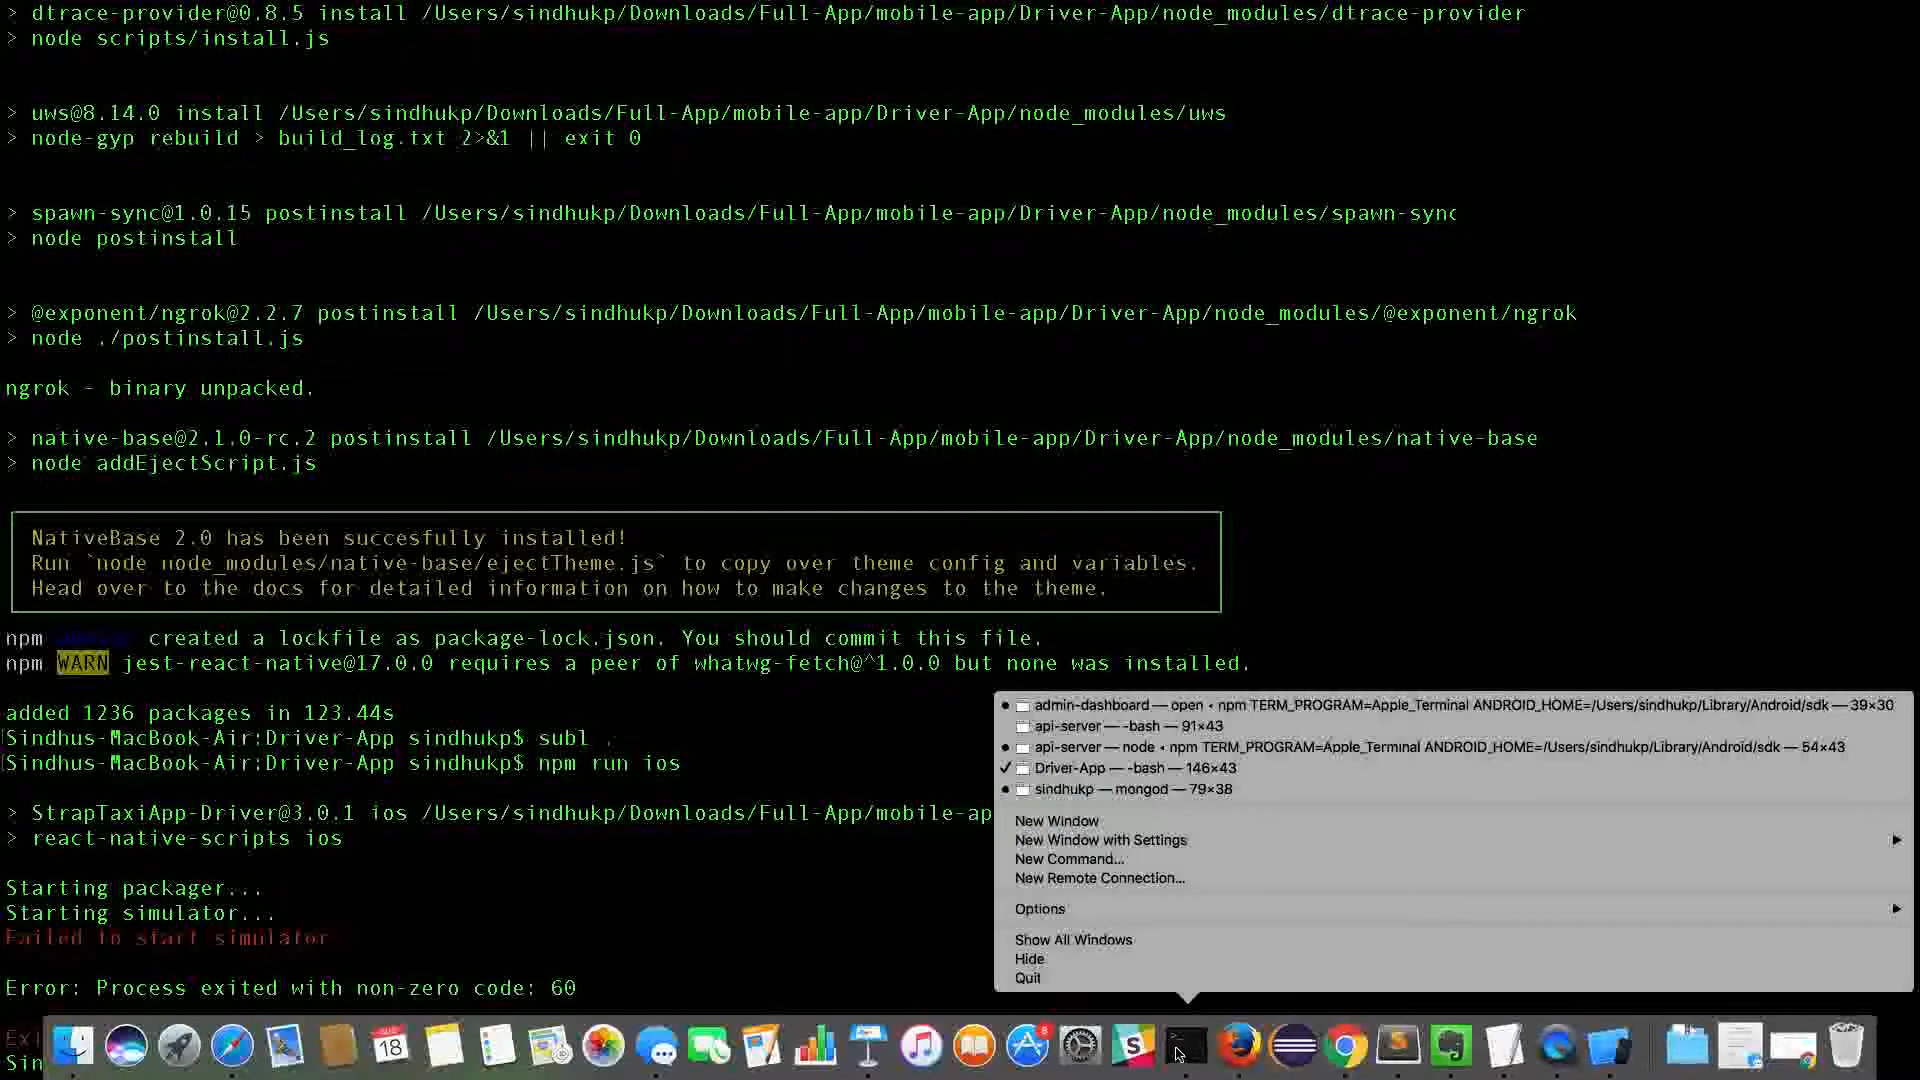 > dtrace-provider@0.8.5 install /Users/sindhukp/Downloads/Full-App/mobile-app/Driver-App/node_modules/dtrace-provider
> node scripts/install.js
> uws@8.14.0 install /Users/sindhukp/Downloads/Full-App/mobile-app/Driver-App/node_modules/uws
> node-gyp rebuild > build_log.txt 2>&1 || exit 0
> spawn-sync@1.0.15 postinstall /Users/sindhukp/Downloads/Full-App/mobile-app/Driver-App/node_modules/spawn-sync
> node postinstall
> @exponent/ngrok@2.2.7 postinstall /Users/sindhukp/Downloads/Full-App/mobile-app/Driver-App/node_modules/@exponent/ngrok
> node ./postinstall.js
ngrok - binary unpacked.
> native-base@2.1.0-rc.2 postinstall /Users/sindhukp/Downloads/Full-App/mobile-app/Driver-App/node_modules/native-base
> node addEjectScript.js
NativeBase 2.0 has been succesfully installed!
Run `node node_modules/native-base/ejectTheme.js` to copy over theme config and variables.
Head over to the docs for detailed information on how to make changes to the theme.
npm created a lockfile as package-lock.json. You should commit this file.
npm WARN jest-react-native@17.0.0 requires a peer of whatwg-fetch@^1.0.0 but none was installed.
added 1236 packages in 123.44s
Sindhus-MacBook-Air:Driver-App sindhukp$ subl .
Sindhus-MacBook-Air:Driver-App sindhukp$ npm run ios
> StrapTaxiApp-Driver@3.0.1 ios /Users/sindhukp/Downloads/Full-App/mobile-ap
> react-native-scripts ios
Starting packager...
Starting simulator...
Failed to start simulator
Error: Process exited with non-zero code: 60
Exi
Sin
admin-dashboard — open • npm TERM_PROGRAM=Apple_Terminal ANDROID_HOME=/Users/sindhukp/Library/Android/sdk — 39×30
api-server — -bash — 91×43
api-server — node • npm TERM_PROGRAM=Apple_Terminal ANDROID_HOME=/Users/sindhukp/Library/Android/sdk — 54×43
✓ Driver-App — -bash — 146×43
sindhukp — mongod — 79×38
New Window
New Window with Settings
New Command...
New Remote Connection...
Options
Show All Windows
Hide
Quit
18
8